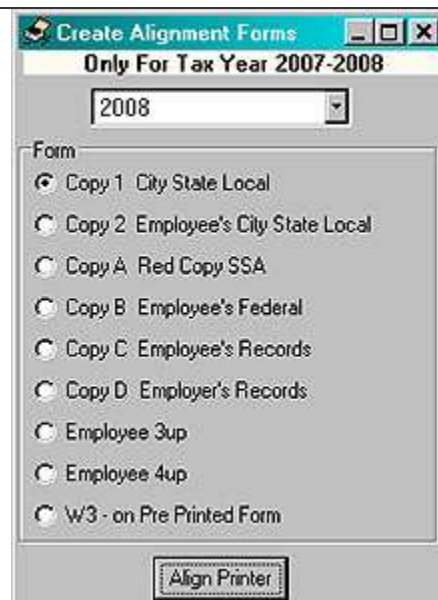 Create Alignment Forms
Only For Tax Year 2007-2008
2008
Form
Copy 1 City State Local
Copy 2 Employee's City State Local
Copy A Red Copy SSA
Copy B Employee's Federal
Copy C Employee's Records
Copy D Employer's Records
Employee 3up
Employee 4up
W3 - on Pre Printed Form
Align Printer